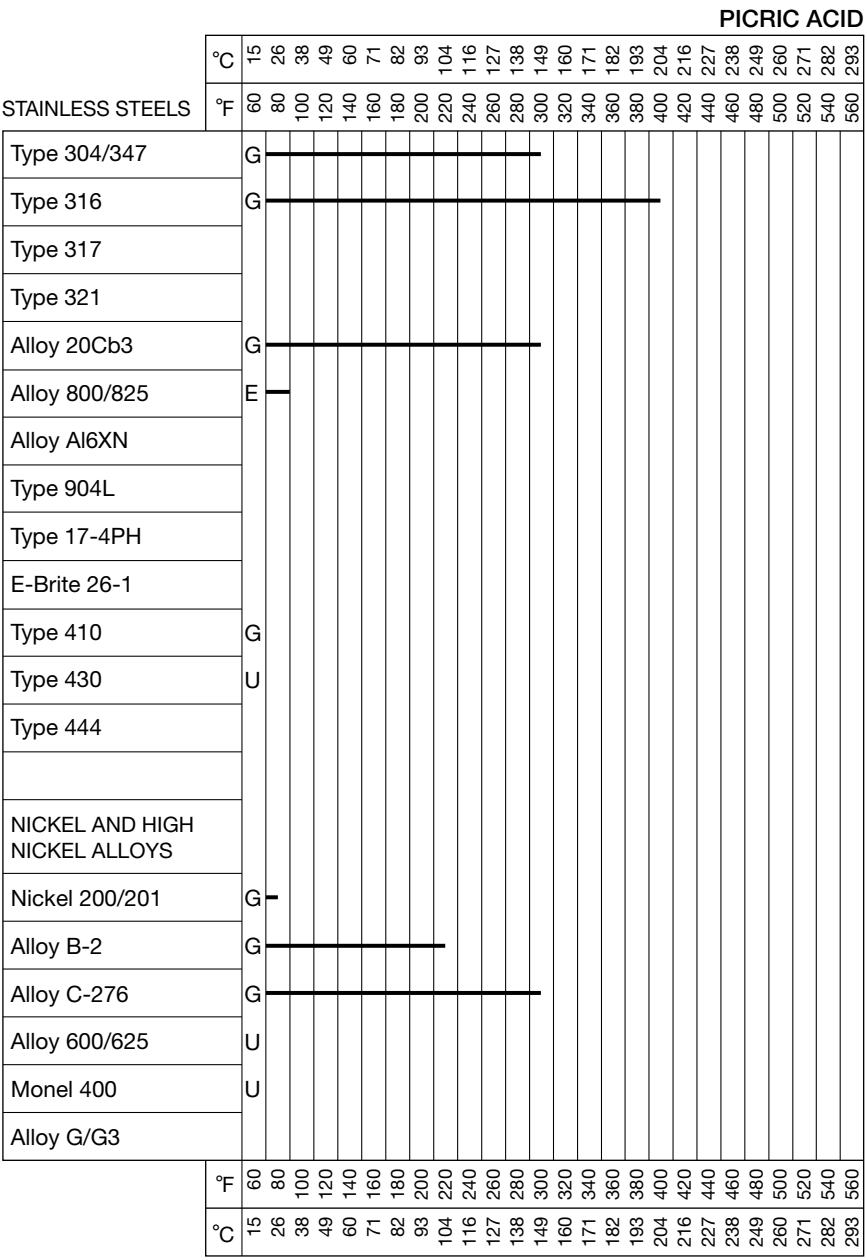 PICRIC ACID
°C 15 26 38 49 60 71 82 93 104 116 127 138 149 160 171 182 193 204 216 227 238 249 260 271 282 293
STAINLESS STEELS °F 60 80 100 120 140 160 180 200 220 240 260 280 300 320 340 360 380 400 420 440 460 480 500 520 540 560
Type 304/347 G
Type 316 G
Type 317
Type 321
Alloy 20Cb3 G
Alloy 800/825 E
Alloy Al6XN
Type 904L
Type 17-4PH
E-Brite 26-1
Type 410 G
Type 430 U
Type 444
NICKEL AND HIGH
NICKEL ALLOYS
Nickel 200/201 G
Alloy B-2 G
Alloy C-276 G
Alloy 600/625 U
Monel 400 U
Alloy G/G3
°F 60 80 100 120 140 160 180 200 220 240 260 280 300 320 340 360 380 400 420 440 460 480 500 520 540 560
°C 15 26 38 49 60 71 82 93 104 116 127 138 149 160 171 182 193 204 216 227 238 249 260 271 282 293